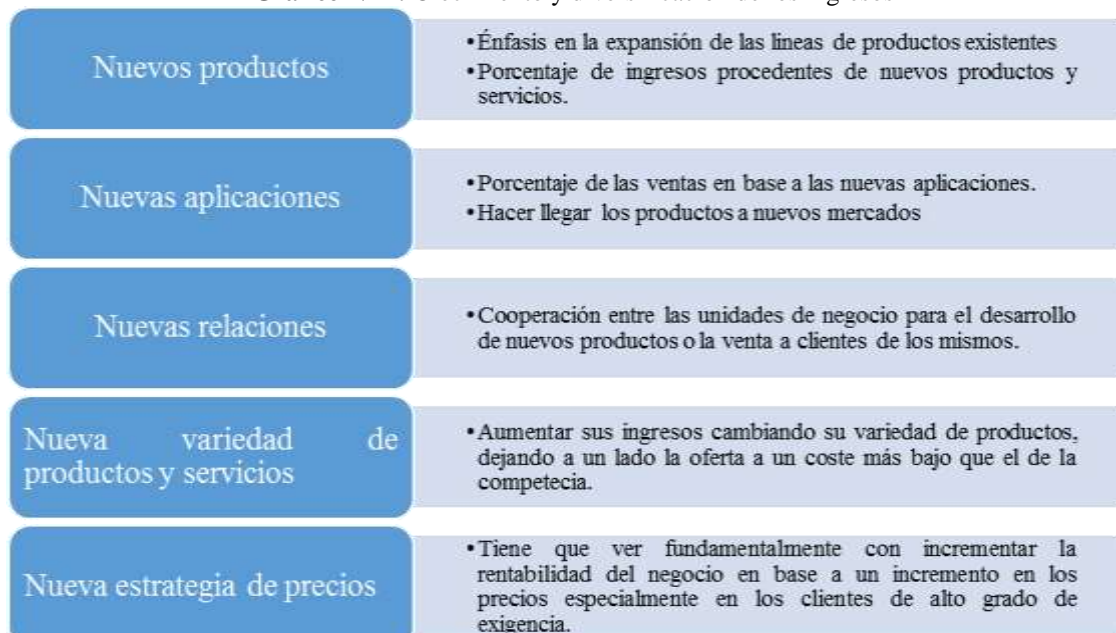 Nuevos productos
•Énfasis en la expansión de las lineas de productos existentes
•Porcentaje de ingresos procedentes de nuevos productos y
servicios.
Nuevas aplicaciones
•Porcentaje de las ventas en base a las nuevas aplicaciones.
•Hacer llegar los productos a nuevos mercados
Nuevas relaciones
•Cooperación entre las unidades de negocio para el desarrollo
de nuevos productos o la venta a clientes de los mismos.
Nueva variedad de
productos y servicios
•Aumentar sus ingresos cambiando su variedad de productos,
dejando a un lado la oferta a un coste más bajo que el de la
competecia.
Nueva estrategia de precios
•Tiene que ver fundamentalmente con incrementar la
rentabilidad del negocio en base a un incremento en los
precios especialmente en los clientes de alto grado de
exigencia.